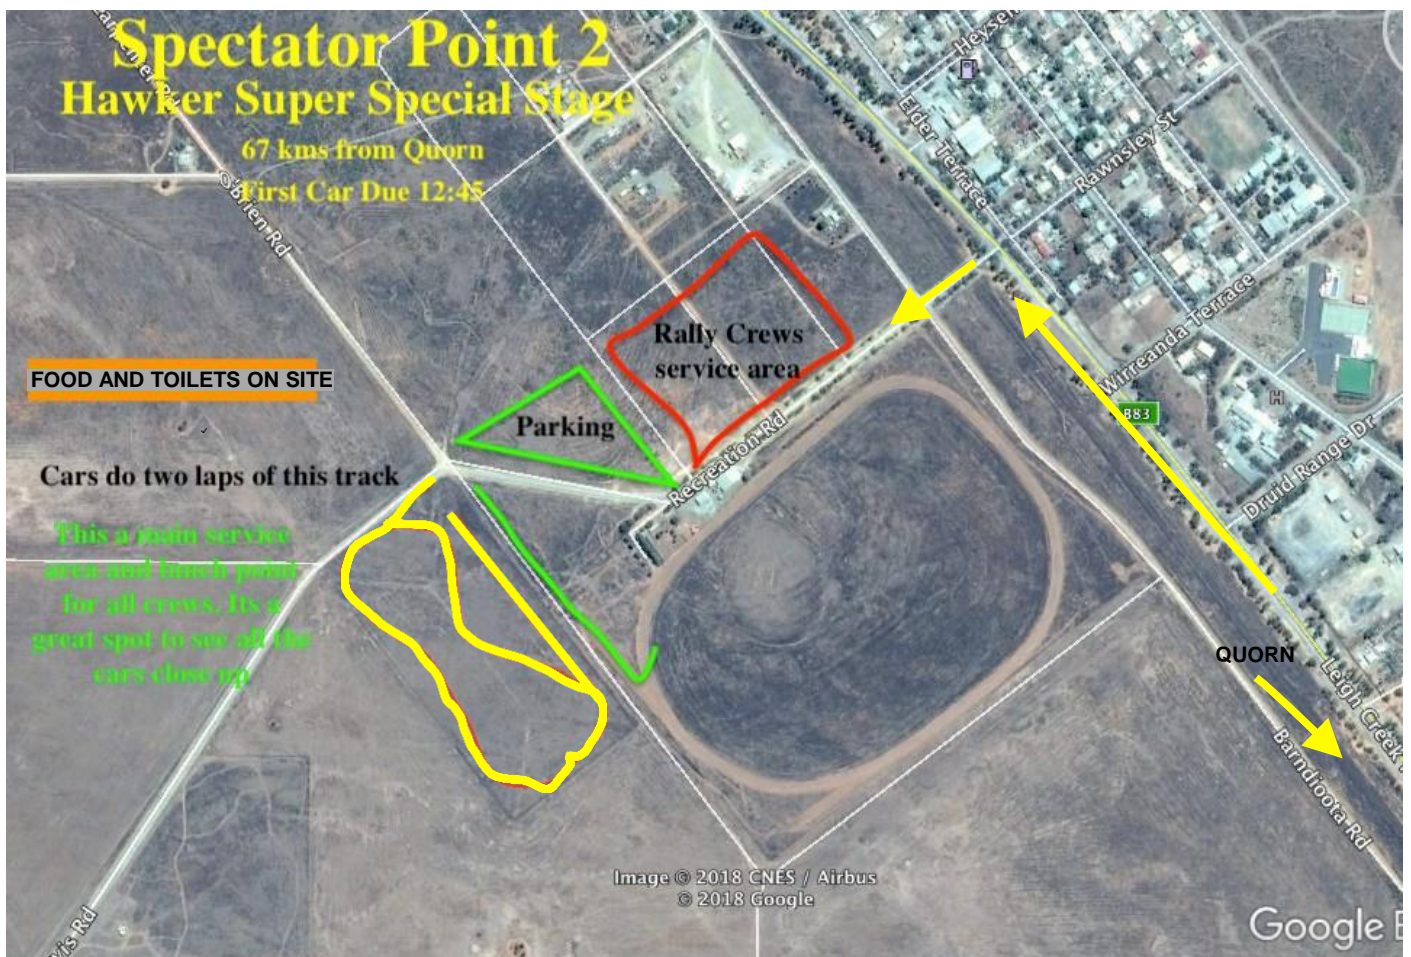 Spectator Point 2
Hawker Super Special Stage
67 kms from Quorn
First Car Due 12:45
O'Brien Rd
Heysen
Elder Terrace
Rawnsley St
Wirreanda Terrace
Rally Crews
service area
FOOD AND TOILETS ON SITE
Parking
B83
H
Recreation Rd
Druid Range Dr
Cars do two laps of this track
This a main service
area and lunch point
for all crews. Its a
great spot to see all the
cars close up
QUORN
Leigh Creek
Barndioota Rd
Image © 2018 CNES / Airbus
© 2018 Google
Google